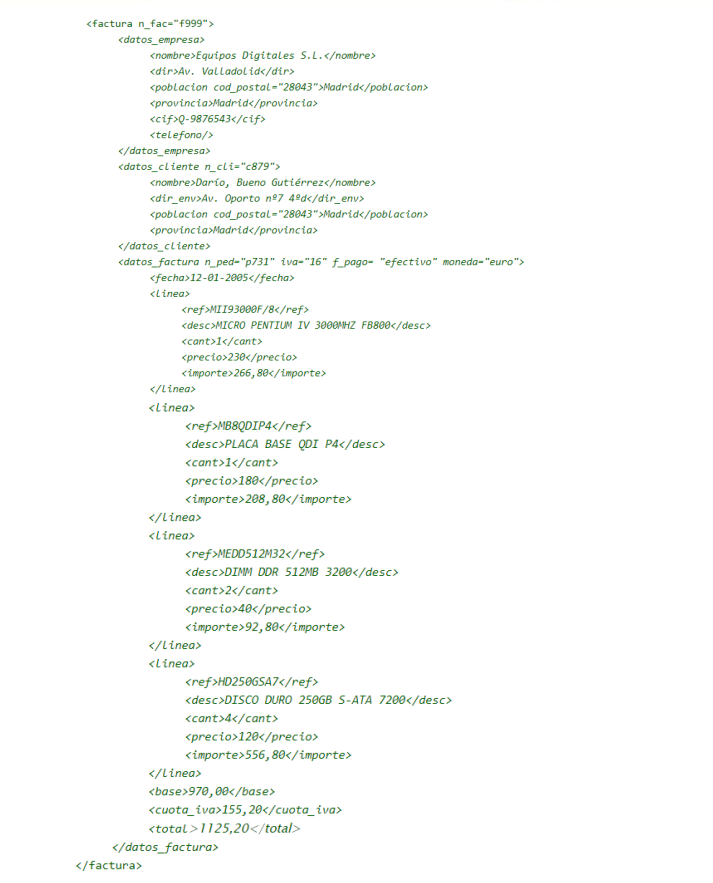 <factura n_fac="f999">
<datos_empresa>
<nombre>Equipos Digitales S.L.</nombre>
<dir>Av. Valladolid</dir>
<poblacion cod_postal="28043">Madrid</poblacion>
<provincia>Madrid</provincia>
<cif>Q-9876543</cif>
<telefono/>
</datos_empresa>
<datos_cliente n_cli="c879">
<nombre>Darío, Bueno Gutiérrez</nombre>
<dir_env>Av. Oporto nº7 4ºd</dir_env>
<poblacion cod_postal="28043">Madrid</poblacion>
<provincia>Madrid</provincia>
</datos_cliente>
<datos_factura n_ped="p731" iva="16" f_pago= "efectivo" moneda="euro">
<fecha>12-01-2005</fecha>
<linea>
<ref>MII93000F/8</ref>
<desc>MICRO PENTIUM IV 3000MHZ FB800</desc>
<cant>1</cant>
<precio>230</precio>
<importe>266,80</importe>
</linea>
<linea>
<ref>MB8QDIP4</ref>
<desc>PLACA BASE QDI P4</desc>
<cant>1</cant>
<precio>180</precio>
<importe>208,80</importe>
</linea>
<linea>
<ref>MEDD512M32</ref>
<desc>DIMM DDR 512MB 3200</desc>
<cant>2</cant>
<precio>40</precio>
<importe>92,80</importe>
</linea>
<linea>
<ref>HD250GSA7</ref>
<desc>DISCO DURO 250GB S-ATA 7200</desc>
<cant>4</cant>
<precio>120</precio>
<importe>556,80</importe>
</linea>
<base>970,00</base>
<cuota_iva>155,20</cuota_iva>
<total>1125,20</total>
</datos_factura>
</factura>